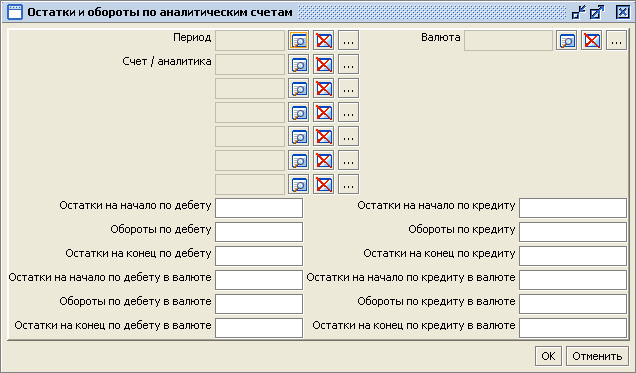 Остатки и обороты по аналитическим счетам
Период ... Валюта ...
Счет / аналитика ...
...
...
...
...
...
Остатки на начало по дебету Остатки на начало по кредиту
Обороты по дебету Обороты по кредиту
Остатки на конец по дебету Остатки на конец по кредиту
Остатки на начало по дебету в валюте Остатки на начало по кредиту в валюте
Обороты по дебету в валюте Обороты по кредиту в валюте
Остатки на конец по дебету в валюте Остатки на конец по кредиту в валюте
OK Отменить